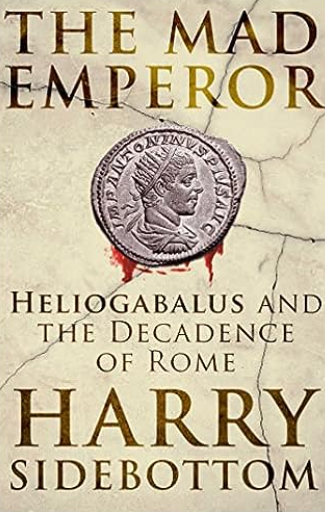 THE MAD
EMPEROR
IMP ANTONINVS PIVS AVG
HELIOGABALUS AND
THE DECADENCE
OF ROME
HARRY
SIDEBOTTOM